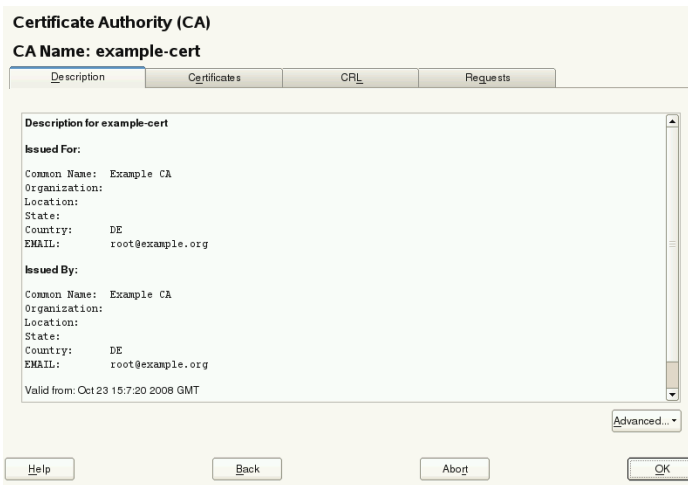 Certificate Authority (CA)
CA Name: example-cert
Description Certificates CRL Requests
Description for example-cert
Issued For:
Common Name: Example CA
Organization:
Location:
State:
Country: DE
EMAIL: root@example.org
Issued By:
Common Name: Example CA
Organization:
Location:
State:
Country: DE
EMAIL: root@example.org
Valid from: Oct 23 15:7:20 2008 GMT
Advanced...
Help Back Abort OK